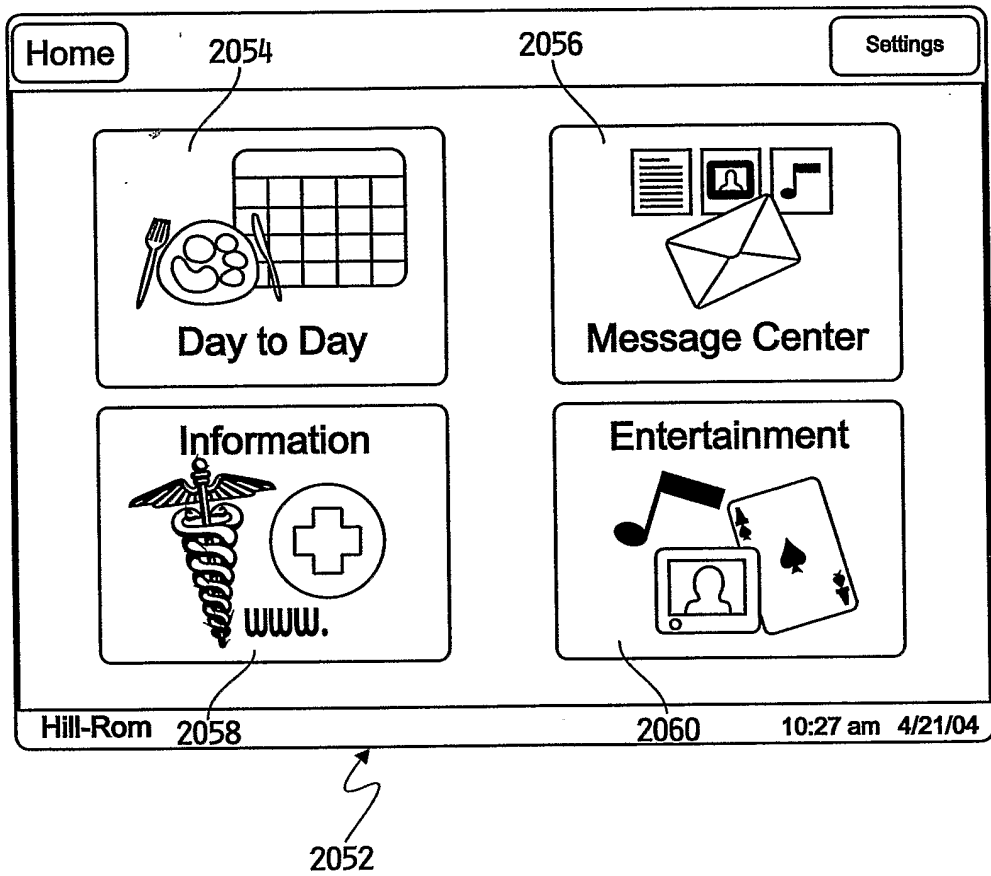 Home 2054 2056 Settings
Day to Day
Message Center
Information
www.
Entertainment
Hill-Rom 2058 2060 10:27 am 4/21/04
2052